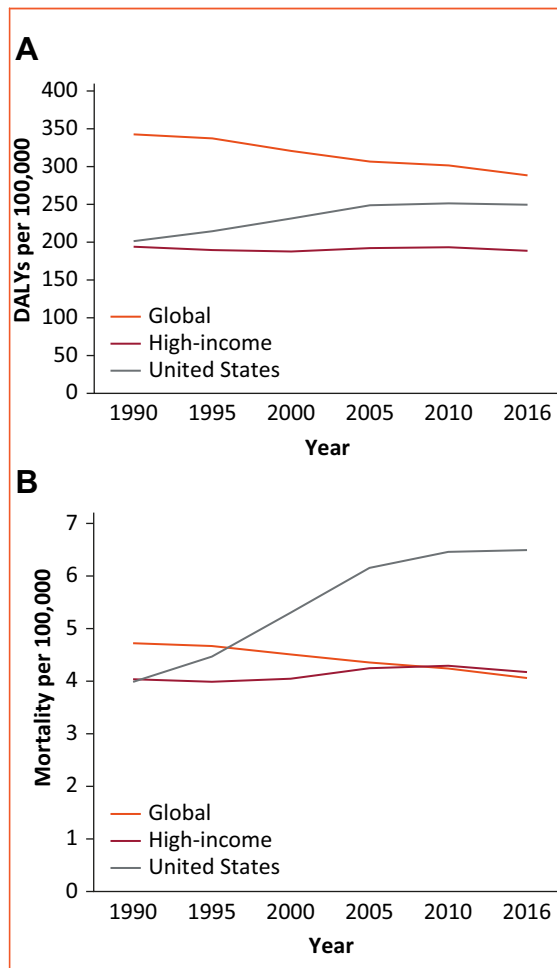 A
400
350
300
250
200
150
100
50
0
DALYs per 100,000
Global
High-income
United States
1990 1995 2000 2005 2010 2016
Year
B
7
6
5
4
3
2
1
0
Mortality per 100,000
Global
High-income
United States
1990 1995 2000 2005 2010 2016
Year